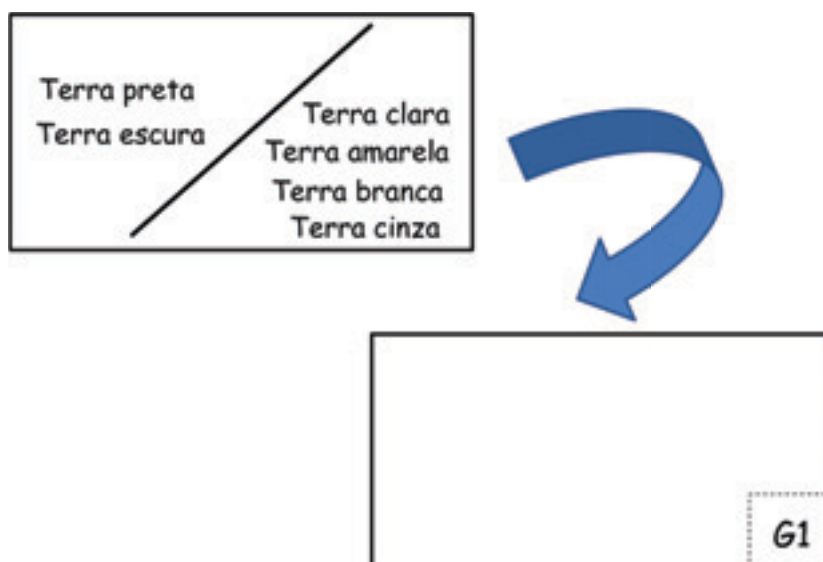 Terra preta
Terra escura
Terra clara
Terra amarela
Terra branca
Terra cinza
G1